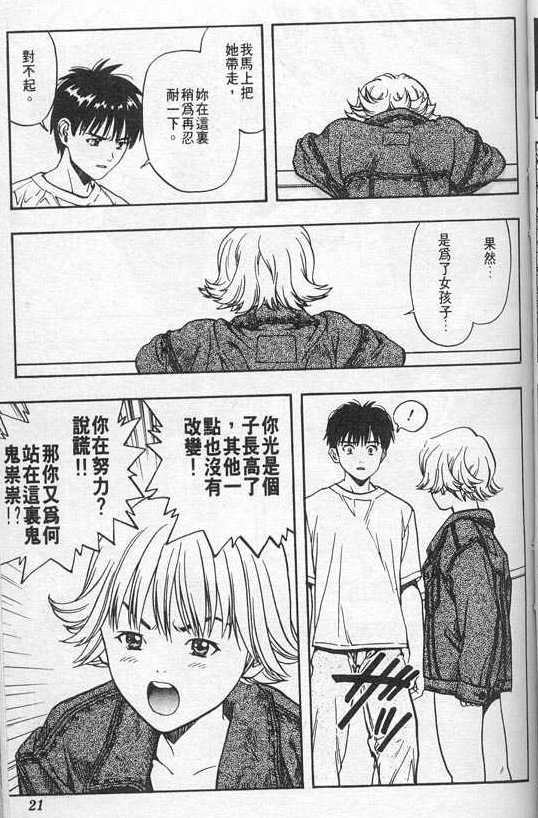 我馬上把
她帶走，
妳在這裏
稍爲再忍
耐一下。
對不起。
果然…
是爲了女孩子…
!
你光是個
子長高了
，其他一
點也沒有
改變！
你在努力？
說謊!!
那你又爲何
站在這裏鬼
鬼祟祟?!
21